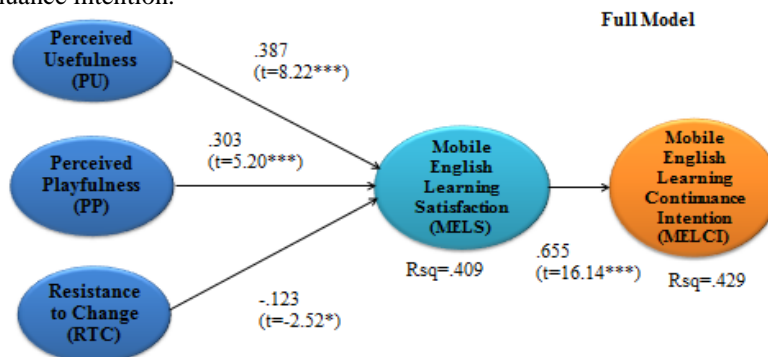 uance intention.
Full Model
Perceived
Usefulness
(PU)
.387
(t=8.22***)
Perceived
Playfulness
(PP)
.303
(t=5.20***)
Mobile
English
Learning
Satisfaction
(MELS)
Rsq=.409
Mobile
English
Learning
Continuance
Intention
(MELCI)
.655
(t=16.14***)
Rsq=.429
Resistance
to Change
(RTC)
-.123
(t=-2.52*)